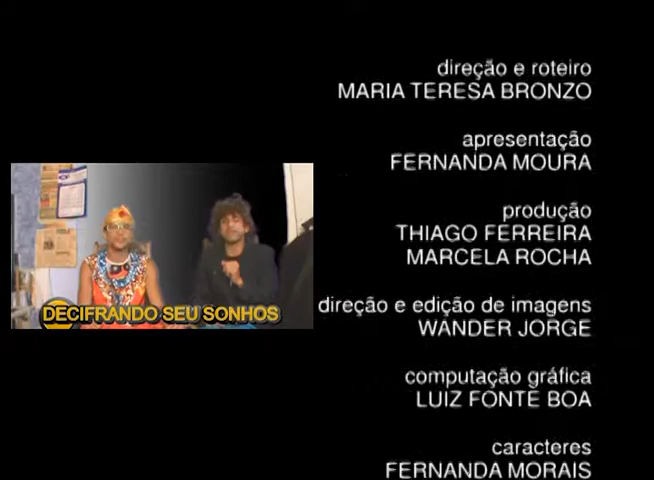 direção e roteiro
MARIA TERESA BRONZO
apresentação
FERNANDA MOURA
produção
THIAGO FERREIRA
MARCELA ROCHA
direção e edição de imagens
WANDER JORGE
computação gráfica
LUIZ FONTE BOA
caracteres
FERNANDA MORAIS
DECIFRANDO SEU SONHOS